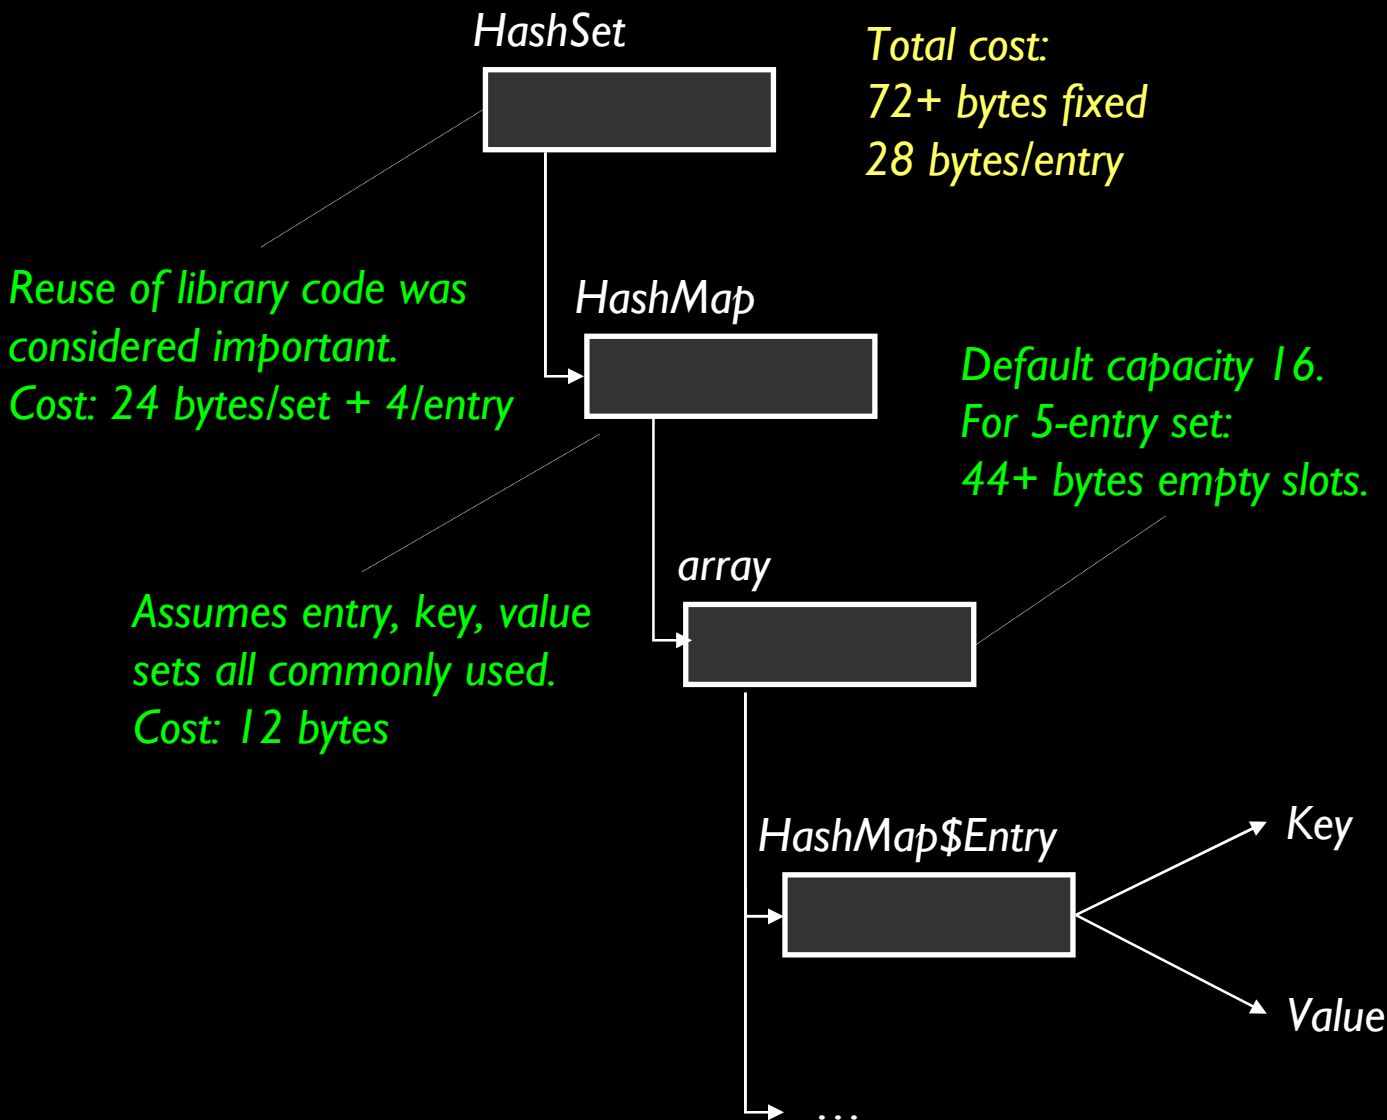 HashSet
Total cost:
72+ bytes fixed
28 bytes/entry
Reuse of library code was
considered important.
Cost: 24 bytes/set + 4/entry
HashMap
Default capacity 16.
For 5-entry set:
44+ bytes empty slots.
array
Assumes entry, key, value
sets all commonly used.
Cost: 12 bytes
HashMap$Entry
Key
Value
...